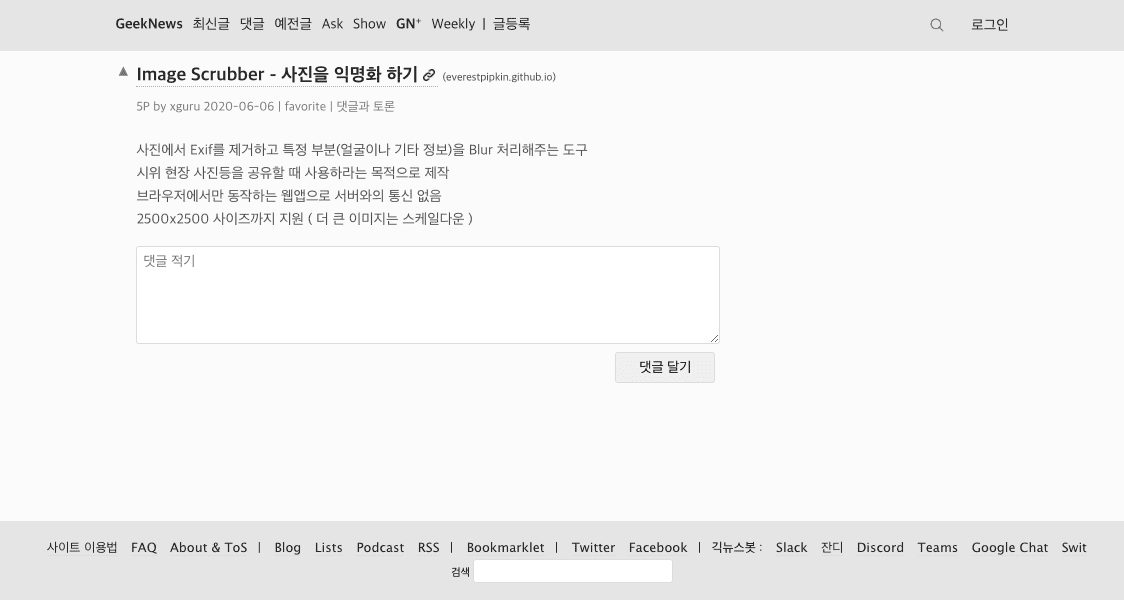 GeekNews 최신글 댓글 예전글 Ask Show GN⁺ Weekly | 글등록 로그인
▲ Image Scrubber - 사진을 익명화 하기 (everestpipkin.github.io)
5P by xguru 2020-06-06 | favorite | 댓글과 토론
사진에서 Exif를 제거하고 특정 부분(얼굴이나 기타 정보)을 Blur 처리해주는 도구
시위 현장 사진등을 공유할 때 사용하라는 목적으로 제작
브라우저에서만 동작하는 웹앱으로 서버와의 통신 없음
2500x2500 사이즈까지 지원 ( 더 큰 이미지는 스케일다운 )
댓글 적기
댓글 달기
사이트 이용법 FAQ About & ToS | Blog Lists Podcast RSS | Bookmarklet | Twitter Facebook | 긱뉴스봇 : Slack 잔디 Discord Teams Google Chat Swit
검색